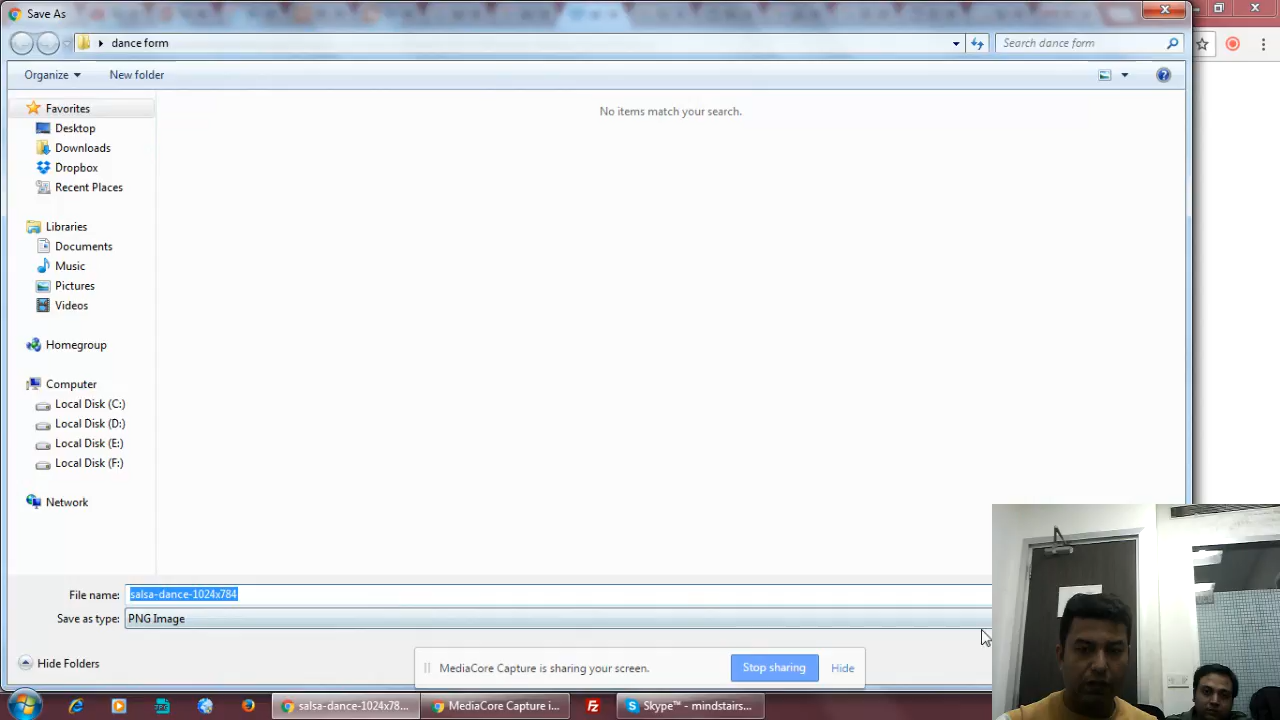 Save As
dance form
Search dance form
Organize
New folder
No items match your search.
Favorites
Desktop
Downloads
Dropbox
Recent Places
Libraries
Documents
Music
Pictures
Videos
Homegroup
Computer
Local Disk (C:)
Local Disk (D:)
Local Disk (E:)
Local Disk (F:)
Network
File name: salsa-dance-1024x784
Save as type: PNG Image
Hide Folders
MediaCore Capture is sharing your screen. Stop sharing Hide
salsa-dance-1024x78...
MediaCore Capture i...
Skype™ - mindstairs...